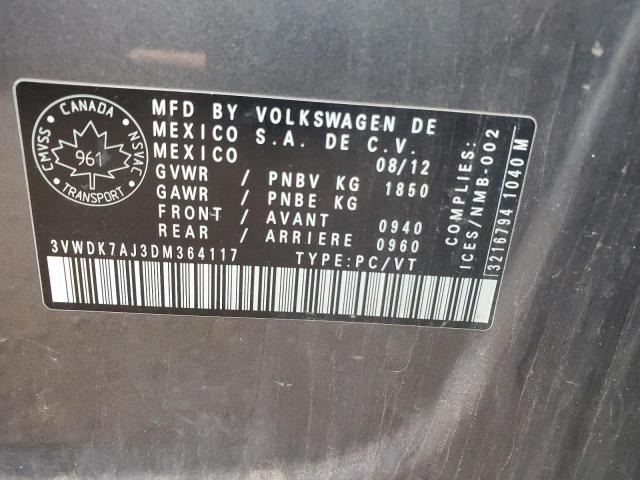 CANADA
CMVSS
961
NSVAC
TRANSPORT
MFD BY VOLKSWAGEN DE
MEXICO S.A. DE C.V.
MEXICO 08/12
GVWR / PNBV KG 1850
GAWR / PNBE KG
FRONT / AVANT 0940
REAR / ARRIERE 0960
3VWDK7AJ3DM364117 TYPE:PC/VT
COMPLIES:
ICES/NMB-002
3216794 1040 M